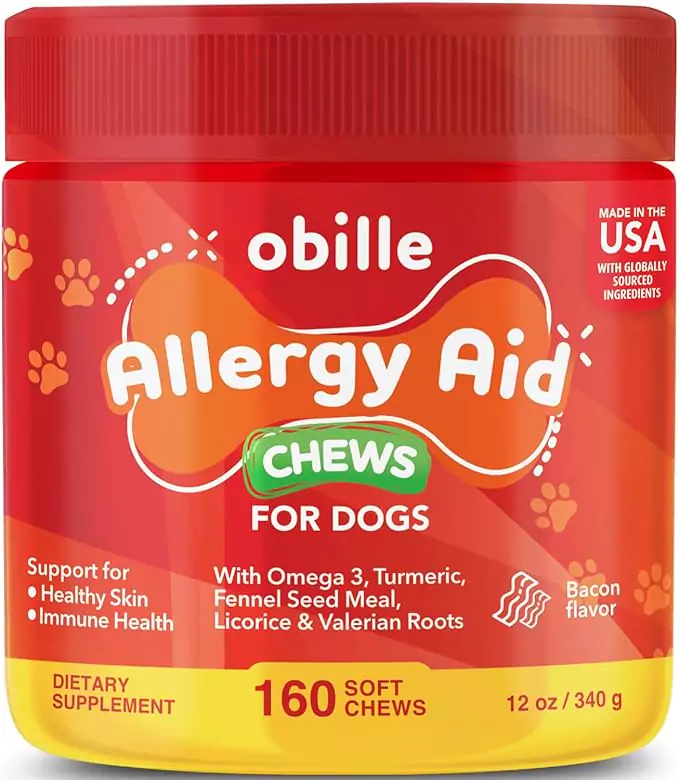 obille
MADE IN THE
USA
WITH GLOBALLY
SOURCED
INGREDIENTS
Allergy Aid
CHEWS
FOR DOGS
Support for
• Healthy Skin
• Immune Health
With Omega 3, Turmeric,
Fennel Seed Meal,
Licorice & Valerian Roots
Bacon
flavor
DIETARY
SUPPLEMENT
160 SOFT
CHEWS
12 oz / 340 g